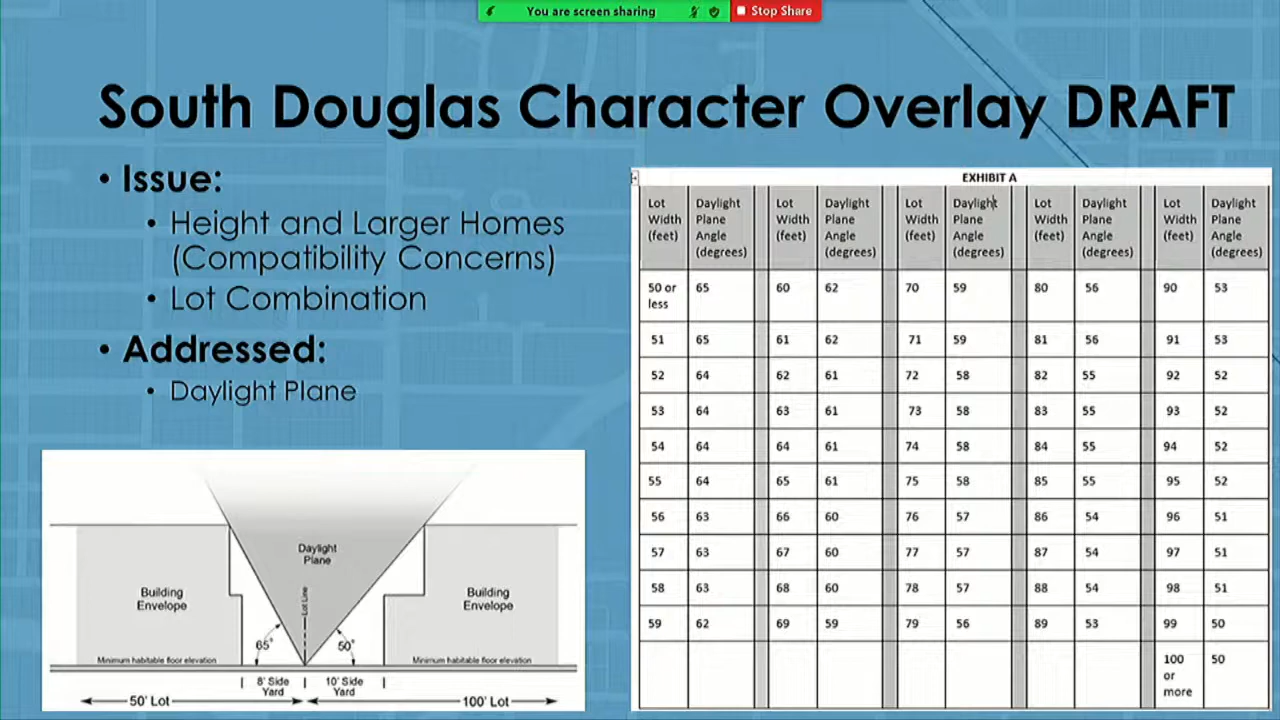 You are screen sharing
Stop Share
South Douglas Character Overlay DRAFT
• Issue:
• Height and Larger Homes
(Compatibility Concerns)
• Lot Combination
• Addressed:
• Daylight Plane
EXHIBIT A
Lot Width (feet) Daylight Plane Angle (degrees) Lot Width (feet) Daylight Plane Angle (degrees) Lot Width (feet) Daylight Plane Angle (degrees) Lot Width (feet) Daylight Plane Angle (degrees) Lot Width (feet) Daylight Plane Angle (degrees)
50 or less 65 60 62 70 59 80 56 90 53
51 65 61 62 71 59 81 56 91 53
52 64 62 61 72 58 82 55 92 52
53 64 63 61 73 58 83 55 93 52
54 64 64 61 74 58 84 55 94 52
55 64 65 61 75 58 85 55 95 52
56 63 66 60 76 57 86 54 96 51
57 63 67 60 77 57 87 54 97 51
58 63 68 60 78 57 88 54 98 51
59 62 69 59 79 56 89 53 99 50
100 or more 50
Daylight
Plane
Building
Envelope
Lot Line
Building
Envelope
65°
50°
Minimum habitable floor elevation
Minimum habitable floor elevation
8' Side
Yard
10' Side
Yard
50' Lot
100' Lot